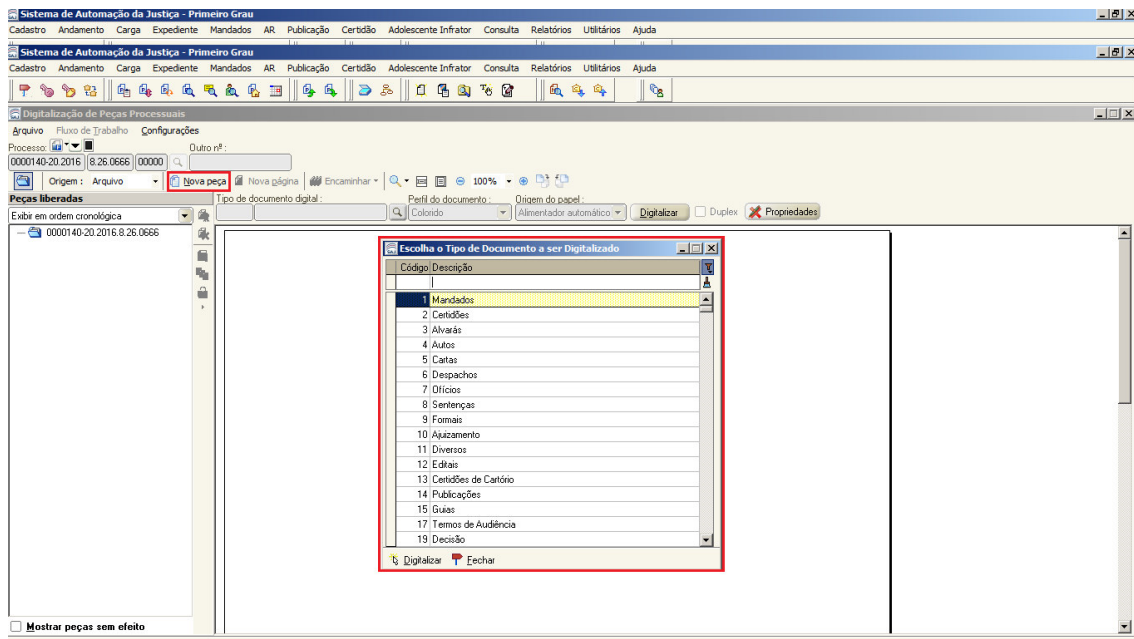 Sistema de Automação da Justiça - Primeiro Grau
Cadastro Andamento Carga Expediente Mandados AR Publicação Certidão Adolescente Infrator Consulta Relatórios Utilitários Ajuda
Sistema de Automação da Justiça - Primeiro Grau
Cadastro Andamento Carga Expediente Mandados AR Publicação Certidão Adolescente Infrator Consulta Relatórios Utilitários Ajuda
Digitalização de Peças Processuais
Arquivo Fluxo de Trabalho Configurações
Processo: Outro nº :
0000140-20.2016 8.26.0666 00000
Origem : Arquivo Nova peça Nova página Encaminhar 100%
Peças liberadas Tipo de documento digital : Perfil do documento : Origem do papel :
Exibir em ordem cronológica Colorido Alimentador automático Digitalizar Duplex Propriedades
0000140-20.2016.8.26.0666
Escolha o Tipo de Documento a ser Digitalizado
Código Descrição
1 Mandados
2 Certidões
3 Alvarás
4 Autos
5 Cartas
6 Despachos
7 Ofícios
8 Sentenças
9 Formais
10 Ajuizamento
11 Diversos
12 Editais
13 Certidões de Cartório
14 Publicações
15 Guias
17 Termos de Audiência
19 Decisão
Digitalizar Fechar
Mostrar peças sem efeito